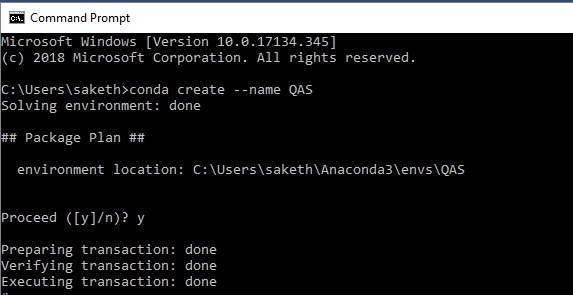 Command Prompt
Microsoft Windows [Version 10.0.17134.345]
(c) 2018 Microsoft Corporation. All rights reserved.
C:\Users\saketh>conda create --name QAS
Solving environment: done
## Package Plan ##
environment location: C:\Users\saketh\Anaconda3\envs\QAS
Proceed ([y]/n)? y
Preparing transaction: done
Verifying transaction: done
Executing transaction: done